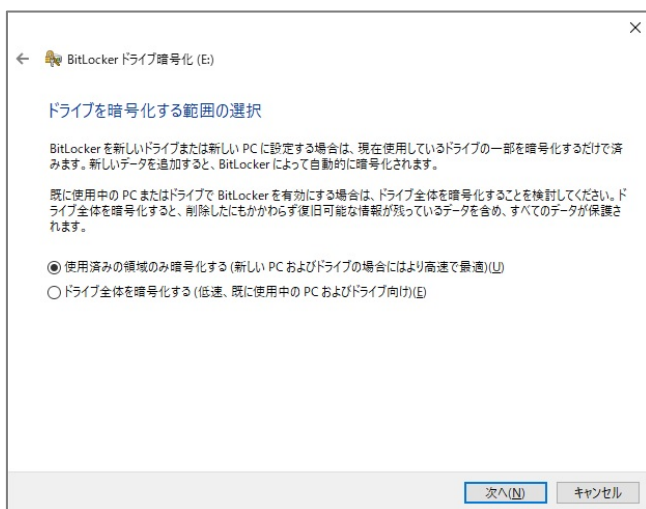 BitLocker ドライブ暗号化 (E:)
ドライブを暗号化する範囲の選択
BitLocker を新しいドライブまたは新しい PC に設定する場合は、現在使用しているドライブの一部を暗号化するだけで済
みます。新しいデータを追加すると、BitLocker によって自動的に暗号化されます。
既に使用中の PC またはドライブで BitLocker を有効にする場合は、ドライブ全体を暗号化することを検討してください。ド
ライブ全体を暗号化すると、削除したにもかかわらず復旧可能な情報が残っているデータを含め、すべてのデータが保護さ
れます。
使用済みの領域のみ暗号化する (新しい PC およびドライブの場合にはより高速で最適)(U)
ドライブ全体を暗号化する (低速、既に使用中の PC およびドライブ向け)(E)
次へ(N) キャンセル